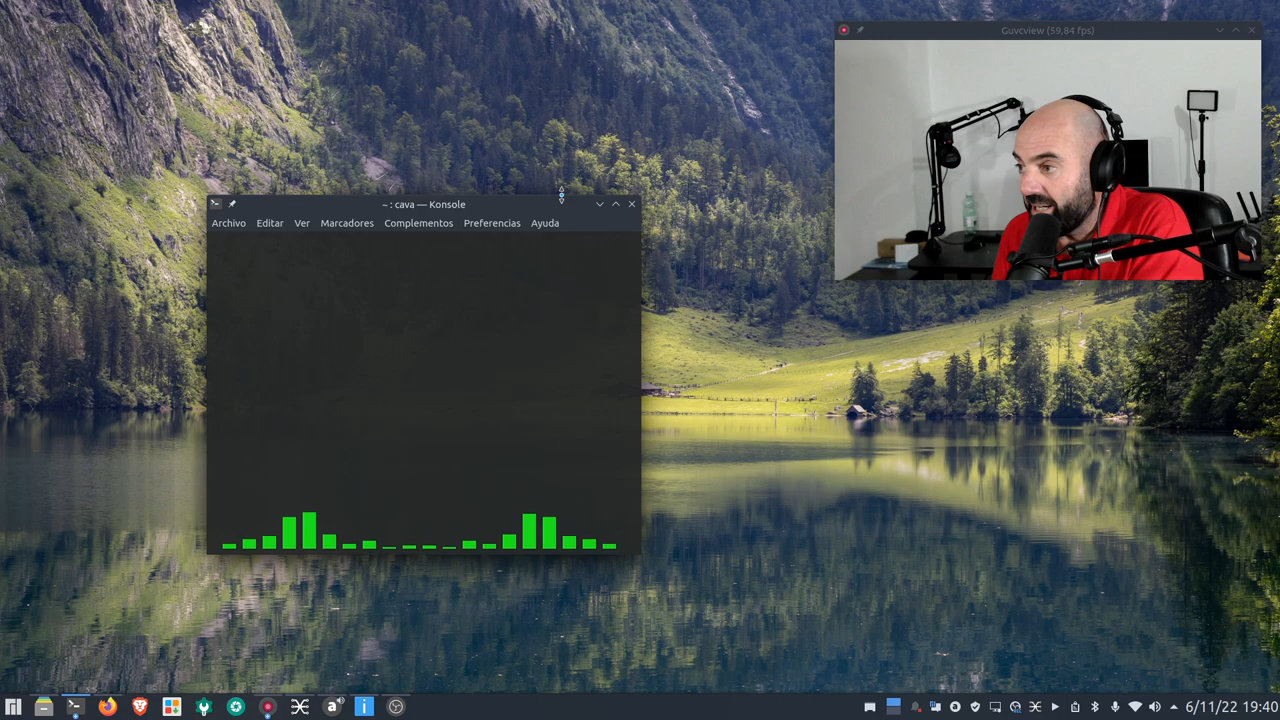 Guvcview (59,84 fps)
~ : cava — Konsole
Archivo Editar Ver Marcadores Complementos Preferencias Ayuda
6/11/22 19:40